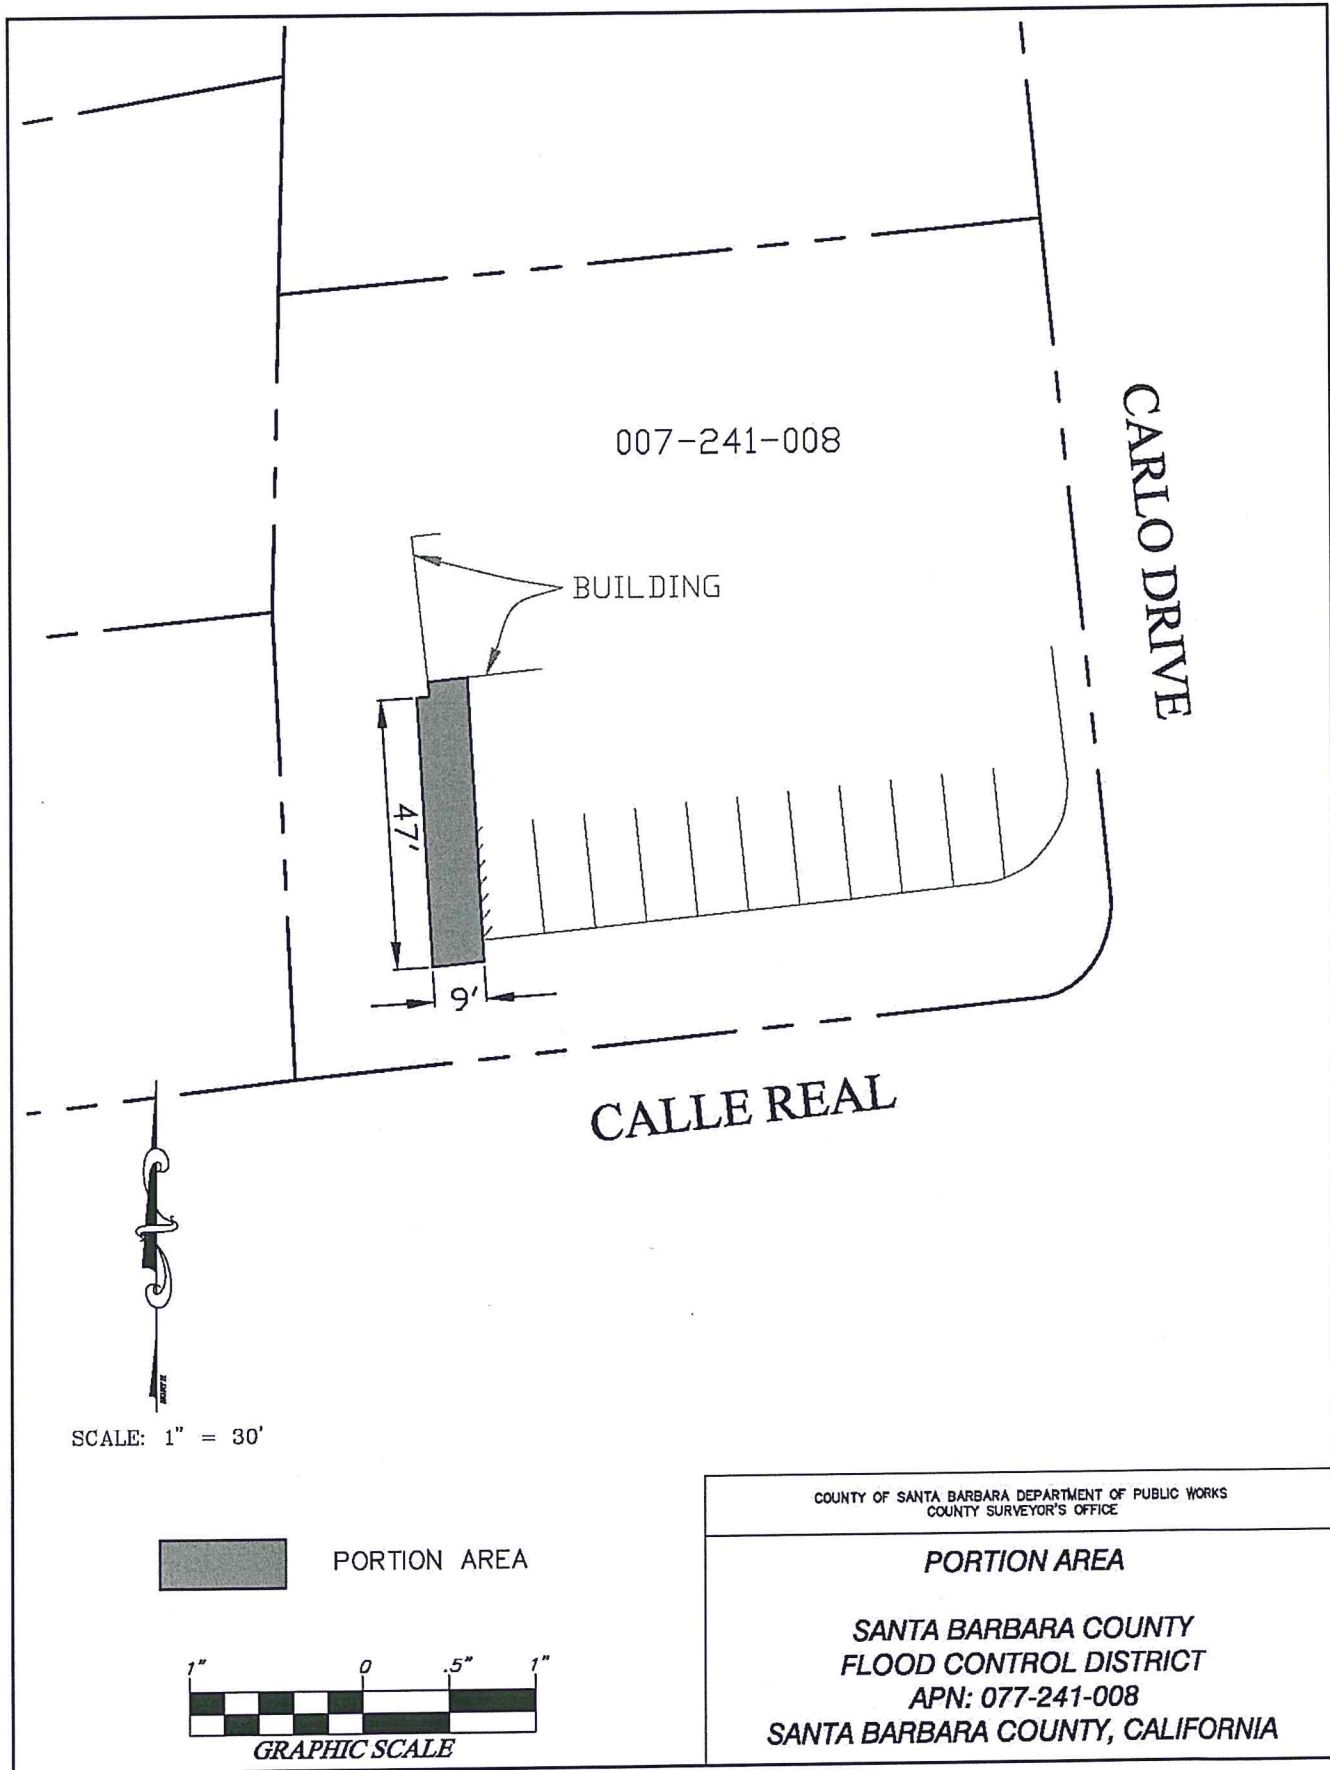 007-241-008
CARLO DRIVE
BUILDING
47'
9'
CALLE REAL
NORTH
SCALE: 1" = 30'
PORTION AREA
1" 0 .5" 1"
GRAPHIC SCALE
COUNTY OF SANTA BARBARA DEPARTMENT OF PUBLIC WORKS
COUNTY SURVEYOR'S OFFICE
PORTION AREA
SANTA BARBARA COUNTY
FLOOD CONTROL DISTRICT
APN: 077-241-008
SANTA BARBARA COUNTY, CALIFORNIA